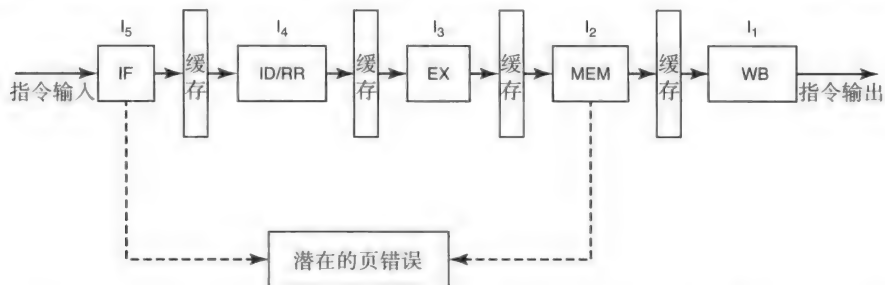 I₅
I₄
I₃
I₂
I₁
IF
缓存
ID/RR
缓存
EX
缓存
MEM
缓存
WB
指令输入
指令输出
潜在的页错误